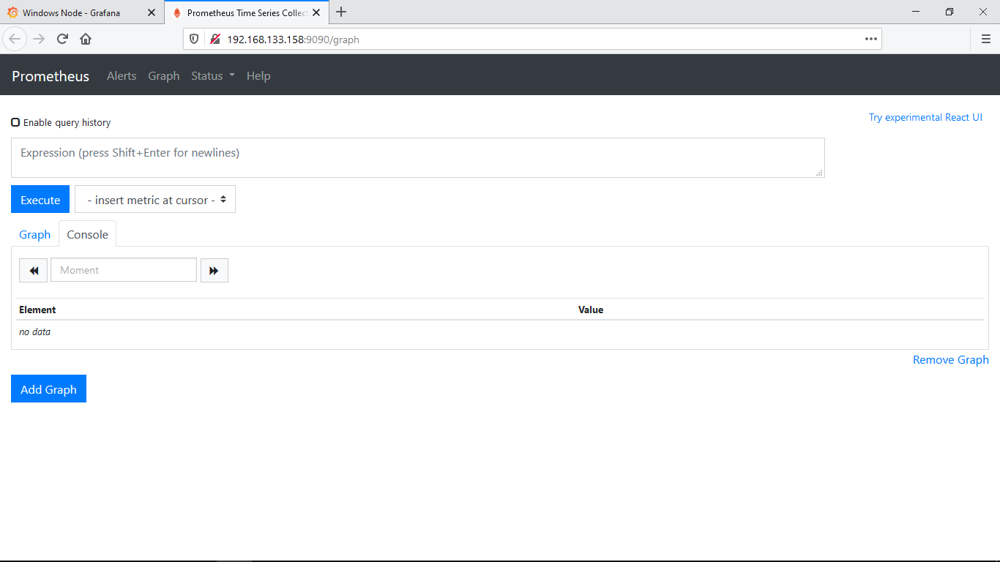 Windows Node - Grafana
Prometheus Time Series Collect
192.168.133.158:9090/graph
Prometheus Alerts Graph Status Help
Enable query history
Try experimental React UI
Expression (press Shift+Enter for newlines)
Execute
- insert metric at cursor -
Graph Console
Moment
Element Value
no data
Remove Graph
Add Graph